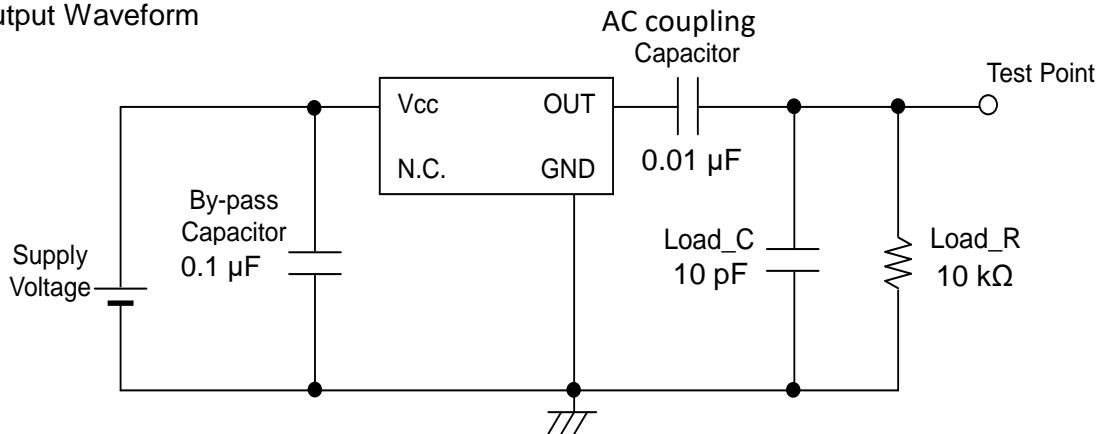 Waveform
AC coupling
Capacitor
Test Point
Vcc
OUT
N.C.
GND
0.01 µF
By-pass
Capacitor
0.1 µF
Supply
Voltage
Load_C
10 pF
Load_R
10 kΩ